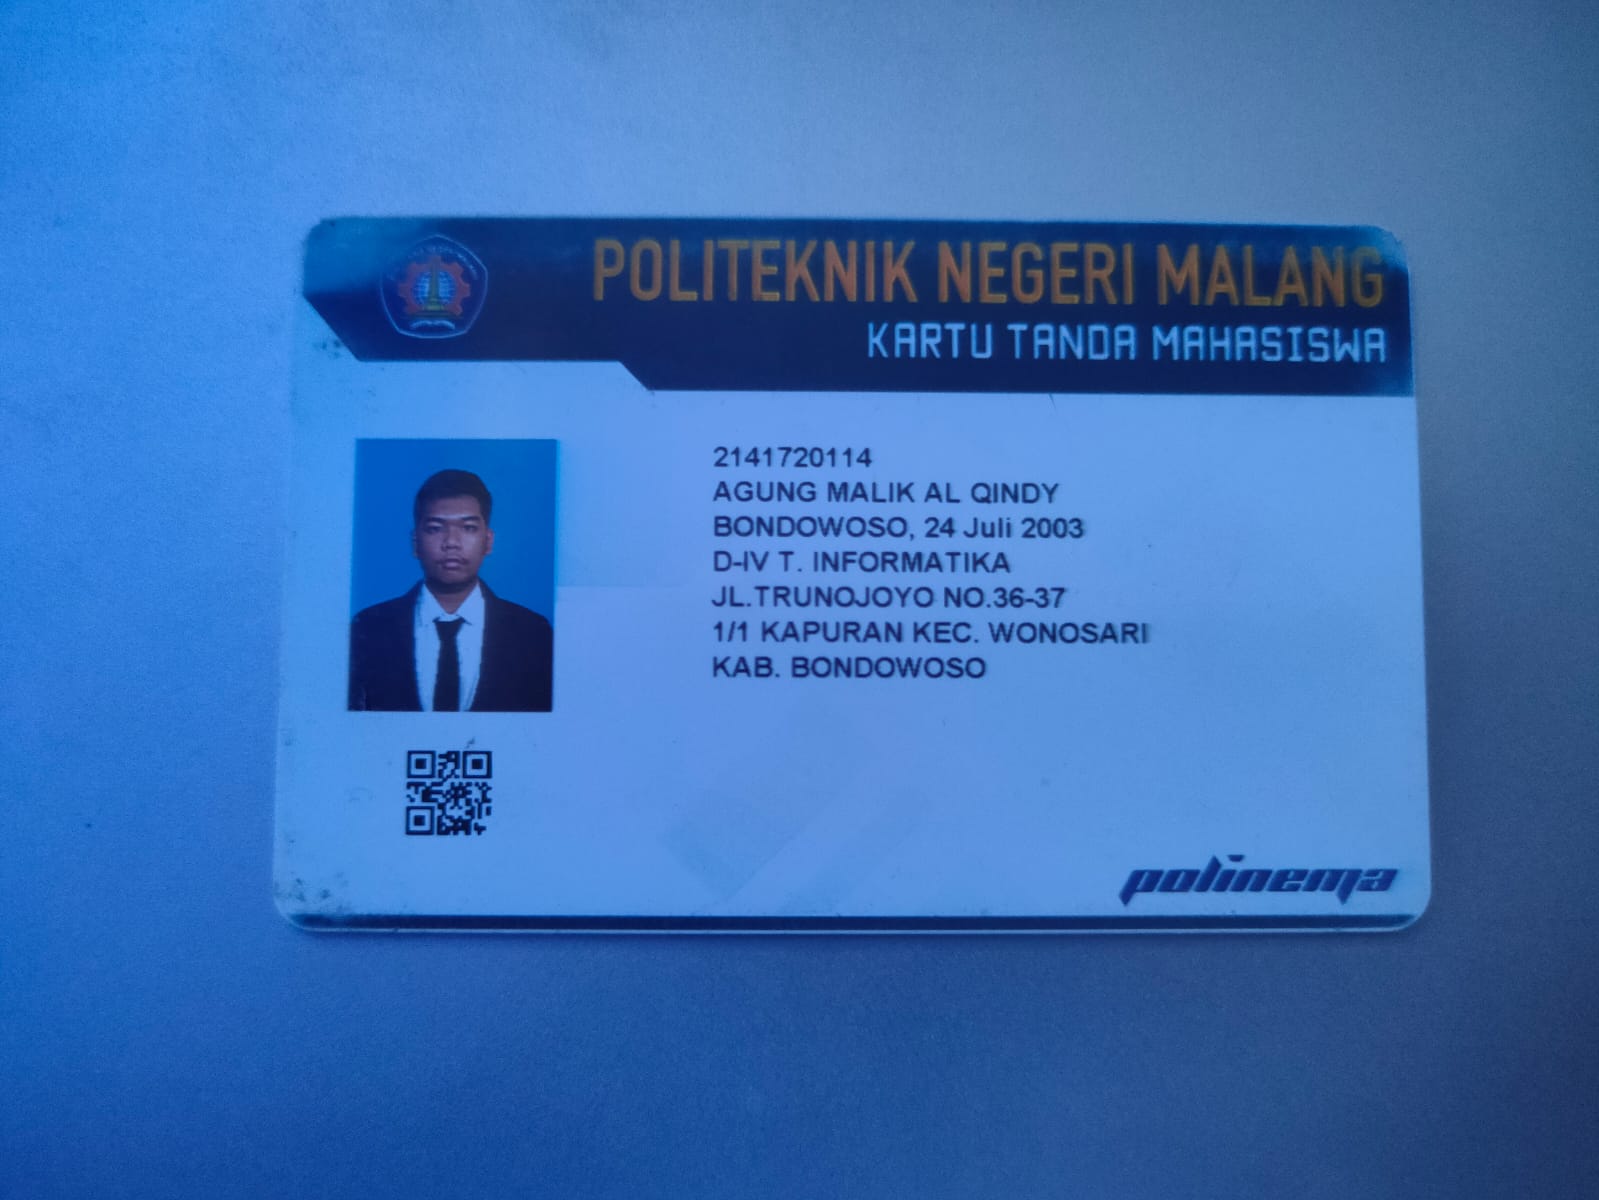 POLITEKNIK NEGERI MALANG
KARTU TANDA MAHASISWA
2141720114
AGUNG MALIK AL QINDY
BONDOWOSO, 24 Juli 2003
D-IV T. INFORMATIKA
JL.TRUNOJOYO NO.36-37
1/1 KAPURAN KEC. WONOSARI
KAB. BONDOWOSO
polinema